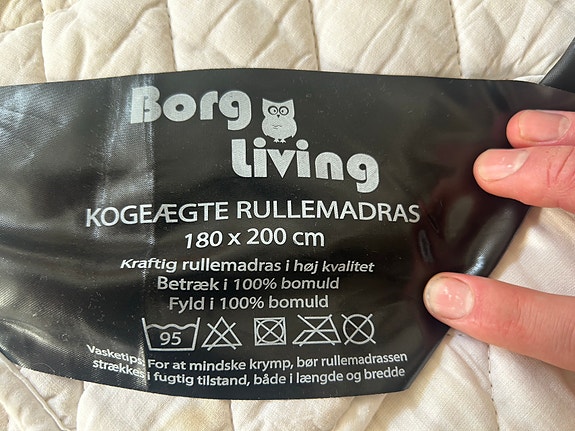 Borg
Living
KOGEÆGTE RULLEMADRAS
180 x 200 cm
Kraftig rullemadras i høj kvalitet
Betræk i 100% bomuld
Fyld i 100% bomuld
95
Vasketips: For at mindske krymp, bør rullemadrassen
strækkes i fugtig tilstand, både i længde og bredde